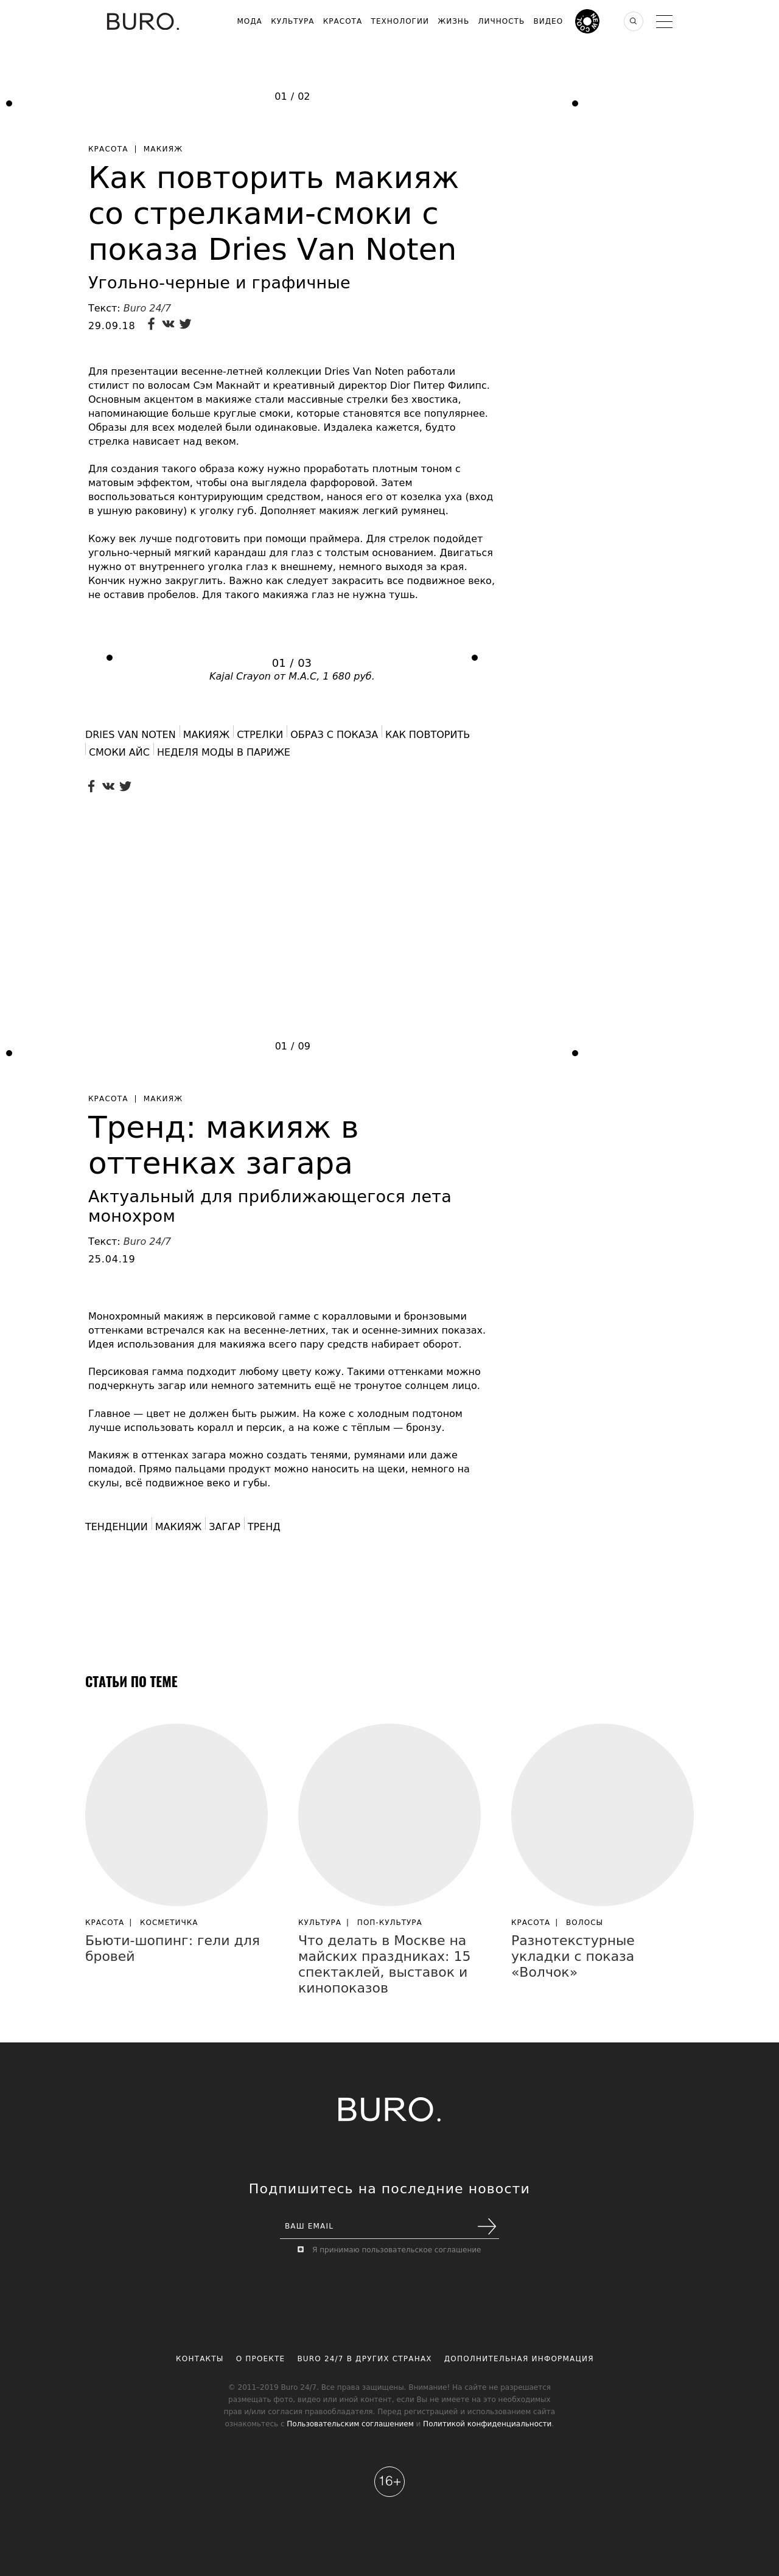 BURO.
МОДА КУЛЬТУРА КРАСОТА ТЕХНОЛОГИИ ЖИЗНЬ ЛИЧНОСТЬ ВИДЕО
01 / 02
КРАСОТА | МАКИЯЖ
Как повторить макияж
со стрелками-смоки с
показа Dries Van Noten
Угольно-черные и графичные
Текст: Buro 24/7
29.09.18
Для презентации весенне-летней коллекции Dries Van Noten работали
стилист по волосам Сэм Макнайт и креативный директор Dior Питер Филипс.
Основным акцентом в макияже стали массивные стрелки без хвостика,
напоминающие больше круглые смоки, которые становятся все популярнее.
Образы для всех моделей были одинаковые. Издалека кажется, будто
стрелка нависает над веком.
Для создания такого образа кожу нужно проработать плотным тоном с
матовым эффектом, чтобы она выглядела фарфоровой. Затем
воспользоваться контурирующим средством, нанося его от козелка уха (вход
в ушную раковину) к уголку губ. Дополняет макияж легкий румянец.
Кожу век лучше подготовить при помощи праймера. Для стрелок подойдет
угольно-черный мягкий карандаш для глаз с толстым основанием. Двигаться
нужно от внутреннего уголка глаз к внешнему, немного выходя за края.
Кончик нужно закруглить. Важно как следует закрасить все подвижное веко,
не оставив пробелов. Для такого макияжа глаз не нужна тушь.
01 / 03
Kajal Crayon от M.A.C, 1 680 руб.
DRIES VAN NOTEN МАКИЯЖ СТРЕЛКИ ОБРАЗ С ПОКАЗА КАК ПОВТОРИТЬ
СМОКИ АЙС НЕДЕЛЯ МОДЫ В ПАРИЖЕ
01 / 09
КРАСОТА | МАКИЯЖ
Тренд: макияж в
оттенках загара
Актуальный для приближающегося лета
монохром
Текст: Buro 24/7
25.04.19
Монохромный макияж в персиковой гамме с коралловыми и бронзовыми
оттенками встречался как на весенне-летних, так и осенне-зимних показах.
Идея использования для макияжа всего пару средств набирает оборот.
Персиковая гамма подходит любому цвету кожу. Такими оттенками можно
подчеркнуть загар или немного затемнить ещё не тронутое солнцем лицо.
Главное — цвет не должен быть рыжим. На коже с холодным подтоном
лучше использовать коралл и персик, а на коже с тёплым — бронзу.
Макияж в оттенках загара можно создать тенями, румянами или даже
помадой. Прямо пальцами продукт можно наносить на щеки, немного на
скулы, всё подвижное веко и губы.
ТЕНДЕНЦИИ МАКИЯЖ ЗАГАР ТРЕНД
СТАТЬИ ПО ТЕМЕ
КРАСОТА | КОСМЕТИЧКА
Бьюти-шопинг: гели для
бровей
КУЛЬТУРА | ПОП-КУЛЬТУРА
Что делать в Москве на
майских праздниках: 15
спектаклей, выставок и
кинопоказов
КРАСОТА | ВОЛОСЫ
Разнотекстурные
укладки с показа
«Волчок»
BURO.
Подпишитесь на последние новости
ВАШ EMAIL
Я принимаю пользовательское соглашение
КОНТАКТЫ О ПРОЕКТЕ BURO 24/7 В ДРУГИХ СТРАНАХ ДОПОЛНИТЕЛЬНАЯ ИНФОРМАЦИЯ
© 2011–2019 Buro 24/7. Все права защищены. Внимание! На сайте не разрешается
размещать фото, видео или иной контент, если Вы не имеете на это необходимых
прав и/или согласия правообладателя. Перед регистрацией и использованием сайта
ознакомьтесь с Пользовательским соглашением и Политикой конфиденциальности.
16+